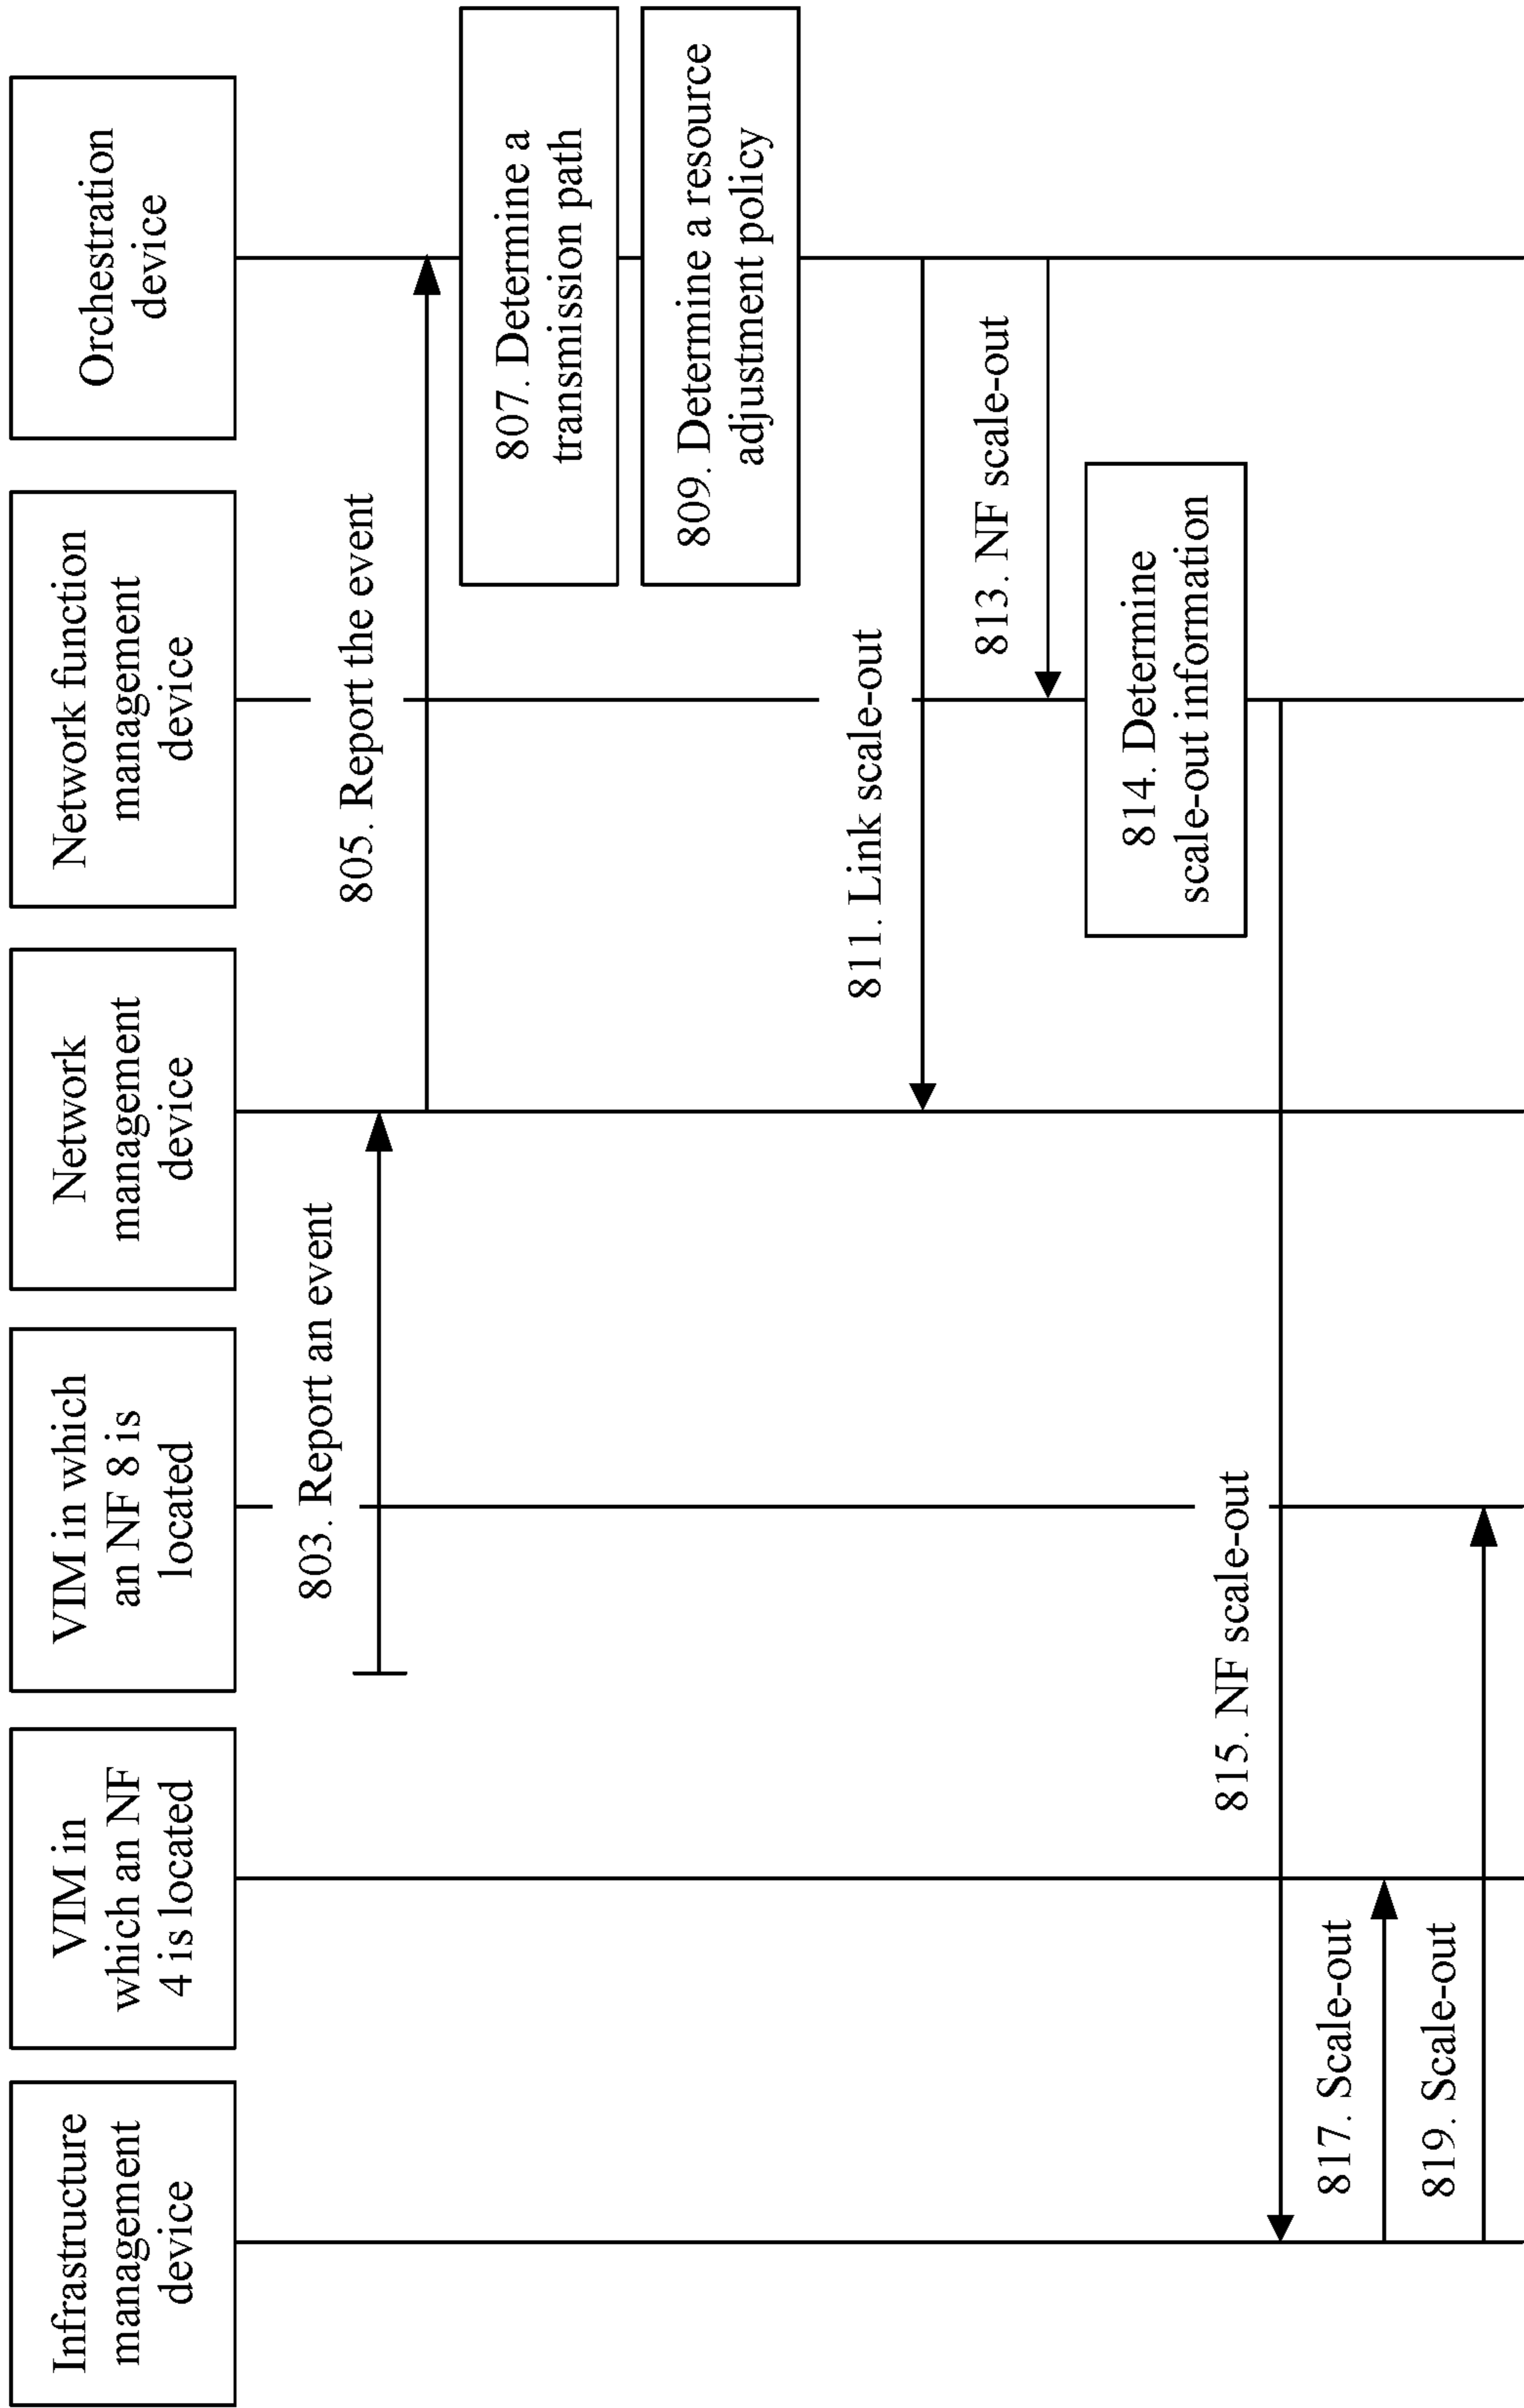 Infrastructure
management
device
VIM in
which an NF
4 is located
VIM in which
an NF 8 is
located
Network
management
device
Network function
management
device
Orchestration
device
803. Report an event
805. Report the event
807. Determine a
transmission path
809. Determine a resource
adjustment policy
811. Link scale-out
813. NF scale-out
814. Determine
scale-out information
815. NF scale-out
817. Scale-out
819. Scale-out